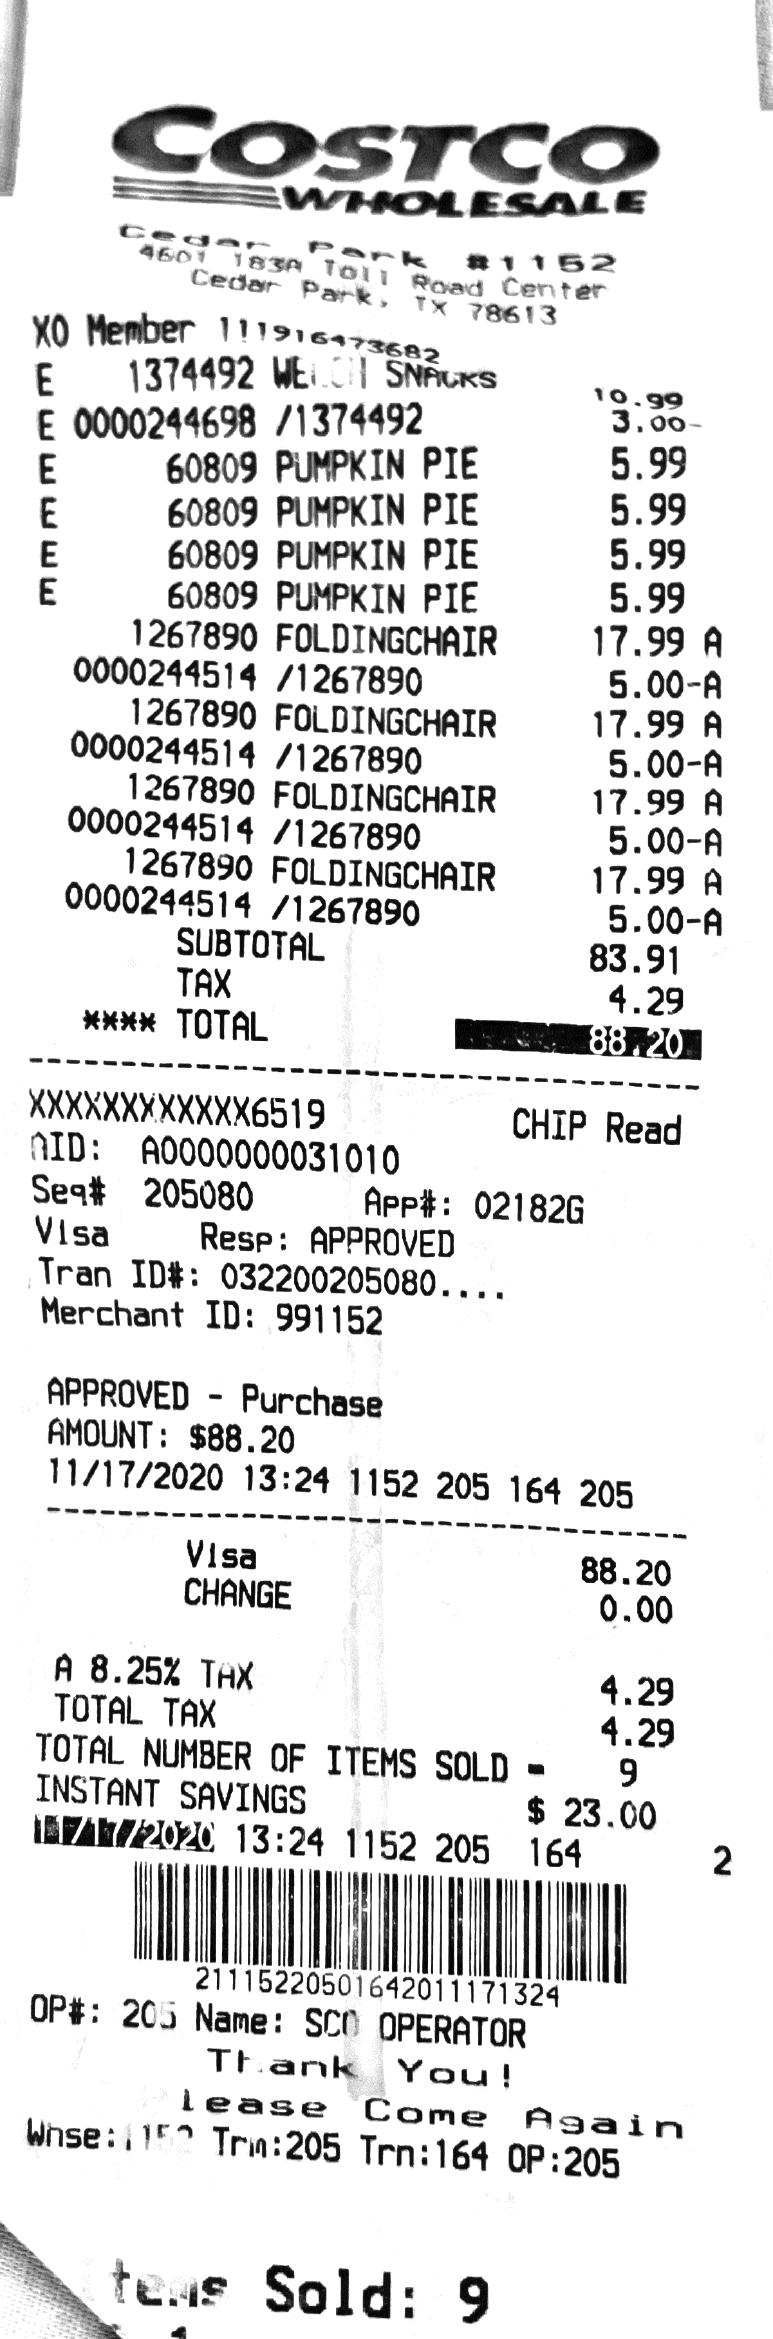 COSTCO
WHOLESALE
Cedar Park #1152
4601 183A Toll Road Center
Cedar Park, TX 78613
XO Member 111916473682
E 1374492 SNACKS 10.99
E 0000244698 /1374492 3.00-
E 60809 PUMPKIN PIE 5.99
E 60809 PUMPKIN PIE 5.99
E 60809 PUMPKIN PIE 5.99
E 60809 PUMPKIN PIE 5.99
1267890 FOLDINGCHAIR 17.99 A
0000244514 /1267890 5.00-A
1267890 FOLDINGCHAIR 17.99 A
0000244514 /1267890 5.00-A
1267890 FOLDINGCHAIR 17.99 A
0000244514 /1267890 5.00-A
1267890 FOLDINGCHAIR 17.99 A
0000244514 /1267890 5.00-A
SUBTOTAL 83.91
TAX 4.29
**** TOTAL 88.20
XXXXXXXXXXXX6519 CHIP Read
AID: A0000000031010
Seq# 205080 App#: 02182G
Visa Resp: APPROVED
Tran ID#: 032200205080....
Merchant ID: 991152
APPROVED - Purchase
AMOUNT: $88.20
11/17/2020 13:24 1152 205 164 205
Visa 88.20
CHANGE 0.00
A 8.25% TAX 4.29
TOTAL TAX 4.29
TOTAL NUMBER OF ITEMS SOLD = 9
INSTANT SAVINGS $ 23.00
11/17/2020 13:24 1152 205 164 2
21115220501642011171324
OP#: 205 Name: SCO OPERATOR
Thank You!
lease Come Again
Whse:1152 Trm:205 Trn:164 OP:205
Items Sold: 9